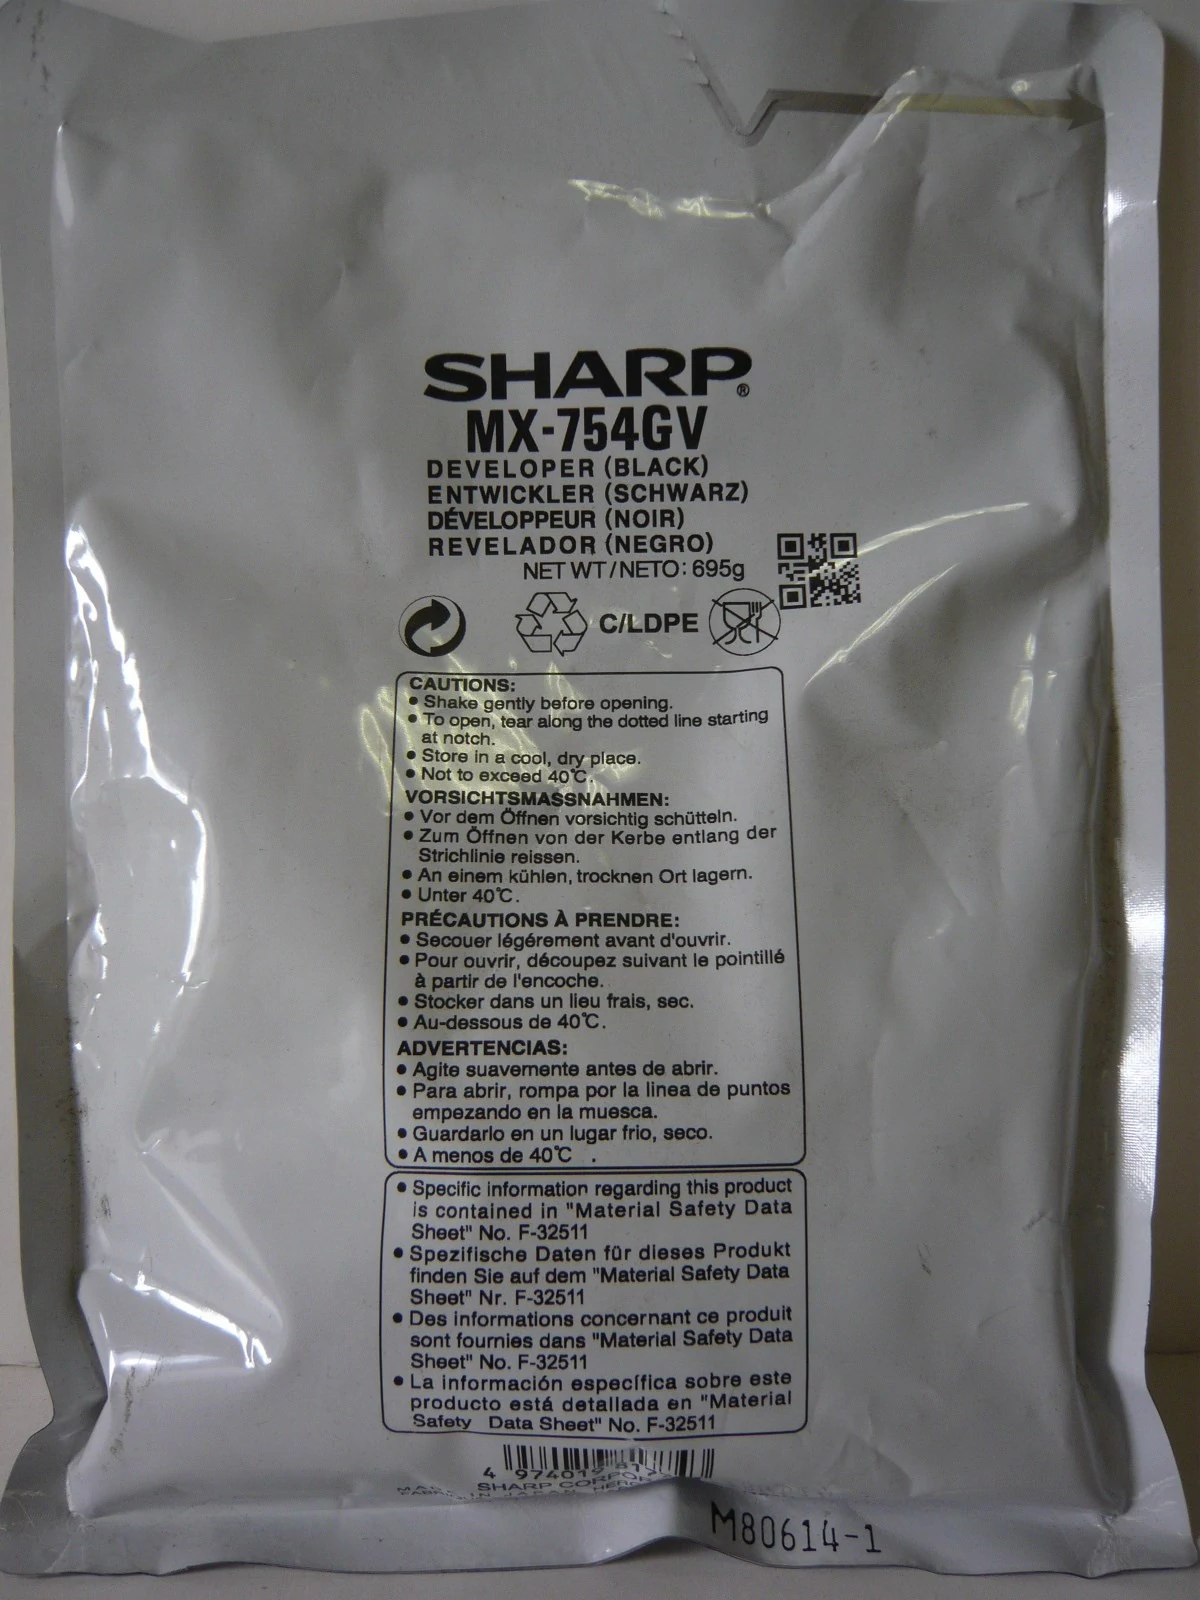 SHARP®
MX-754GV
DEVELOPER (BLACK)
ENTWICKLER (SCHWARZ)
DÉVELOPPEUR (NOIR)
REVELADOR (NEGRO)
NET WT/NETO: 695g
C/LDPE
CAUTIONS:
● Shake gently before opening.
● To open, tear along the dotted line starting
at notch.
● Store in a cool, dry place.
● Not to exceed 40℃.
VORSICHTSMASSNAHMEN:
● Vor dem Öffnen vorsichtig schütteln.
● Zum Öffnen von der Kerbe entlang der
Strichlinie reissen.
● An einem kühlen, trocknen Ort lagern.
● Unter 40℃.
PRÉCAUTIONS À PRENDRE:
● Secouer légérement avant d'ouvrir.
● Pour ouvrir, découpez suivant le pointillé
à partir de l'encoche.
● Stocker dans un lieu frais, sec.
● Au-dessous de 40℃.
ADVERTENCIAS:
● Agite suavemente antes de abrir.
● Para abrir, rompa por la linea de puntos
empezando en la muesca.
● Guardarlo en un lugar frio, seco.
● A menos de 40℃ .
● Specific information regarding this product
is contained in "Material Safety Data
Sheet" No. F-32511
● Spezifische Daten für dieses Produkt
finden Sie auf dem "Material Safety Data
Sheet" Nr. F-32511
● Des informations concernant ce produit
sont fournies dans "Material Safety Data
Sheet" No. F-32511
● La información específica sobre este
producto está detallada en "Material
Safety Data Sheet" No. F-32511
4 974019
SHARP
M80614-1